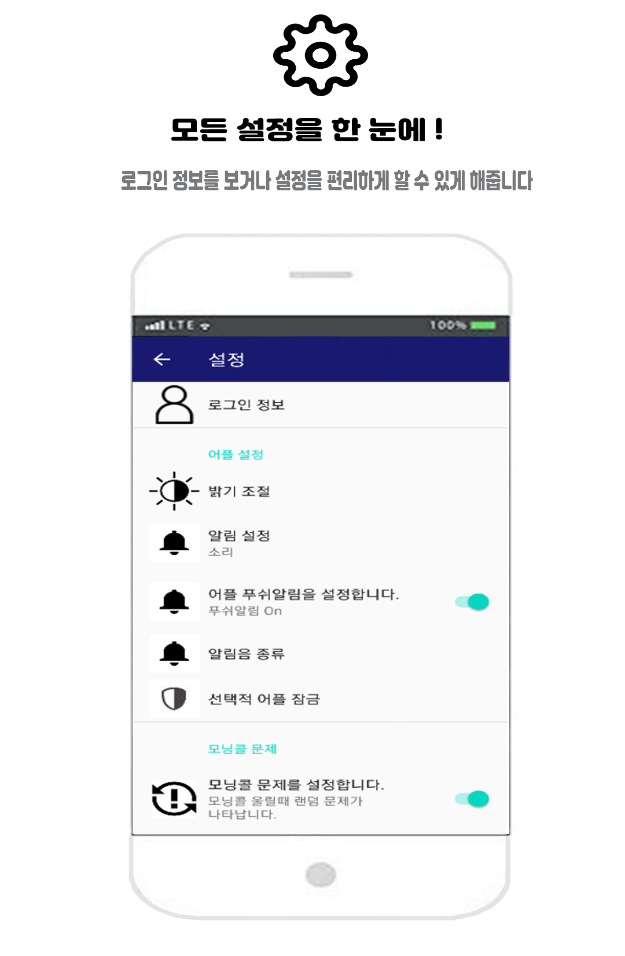 모든 설정을 한 눈에 !
로그인 정보를 보거나 설정을 편리하게 할 수 있게 해줍니다
LTE 100%
설정
로그인 정보
어플 설정
밝기 조절
알림 설정
소리
어플 푸쉬알림을 설정합니다.
푸쉬알림 On
알림음 종류
선택적 어플 잠금
모닝콜 문제
모닝콜 문제를 설정합니다.
모닝콜 울릴때 랜덤 문제가
나타납니다.